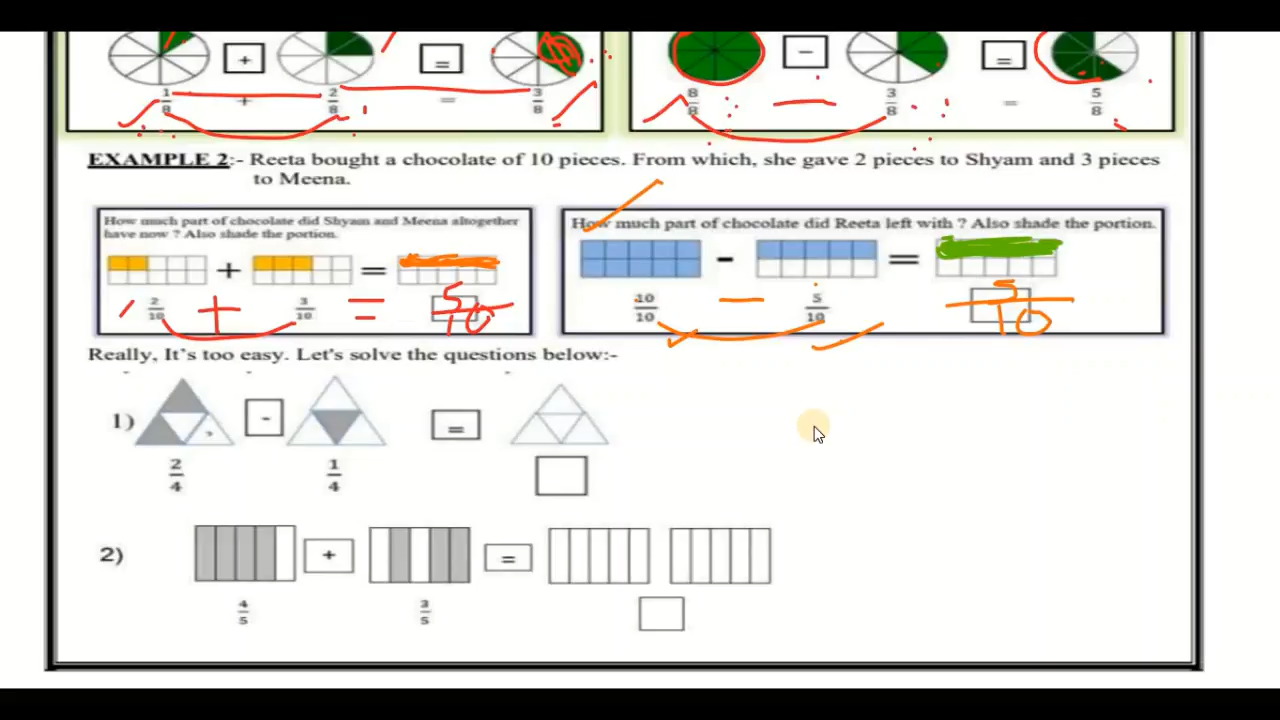 + = − =
1/8 + 2/8 = 3/8 8/8 3/8 = 5/8
EXAMPLE 2:- Reeta bought a chocolate of 10 pieces. From which, she gave 2 pieces to Shyam and 3 pieces
to Meena.
How much part of chocolate did Shyam and Meena altogether
have now ? Also shade the portion.
+ =
2/10 + 3/10 = 5/10
How much part of chocolate did Reeta left with ? Also shade the portion.
- =
10/10 − 5/10 5/10
Really, It's too easy. Let's solve the questions below:-
1) - =
2/4 1/4
2) + =
4/5 3/5